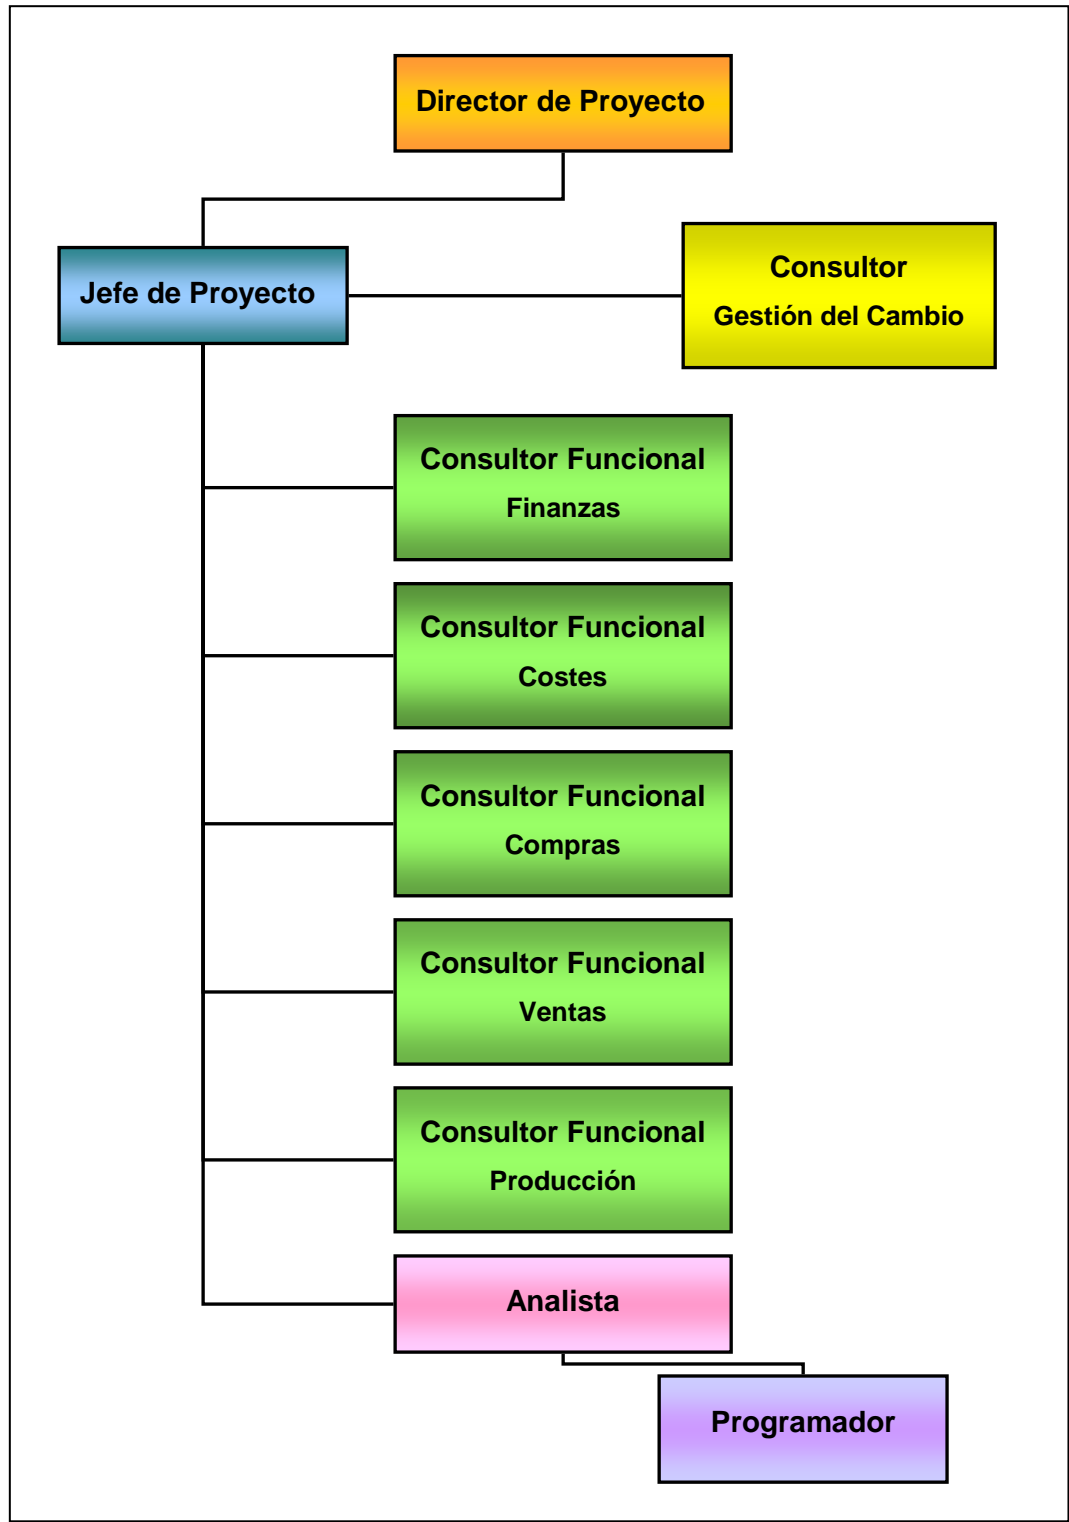 Director de Proyecto
Jefe de Proyecto
Consultor
Gestión del Cambio
Consultor Funcional
Finanzas
Consultor Funcional
Costes
Consultor Funcional
Compras
Consultor Funcional
Ventas
Consultor Funcional
Producción
Analista
Programador